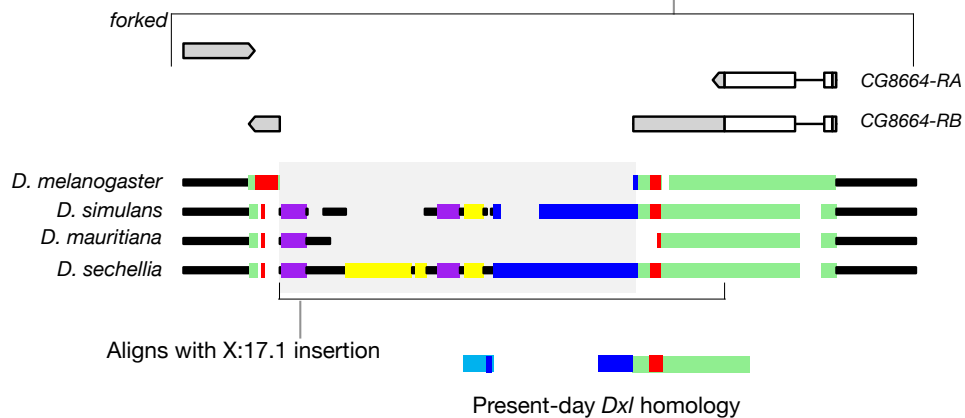 forked
CG8664-RA
CG8664-RB
D. melanogaster
D. simulans
D. mauritiana
D. sechellia
Aligns with X:17.1 insertion
Present-day Dxl homology